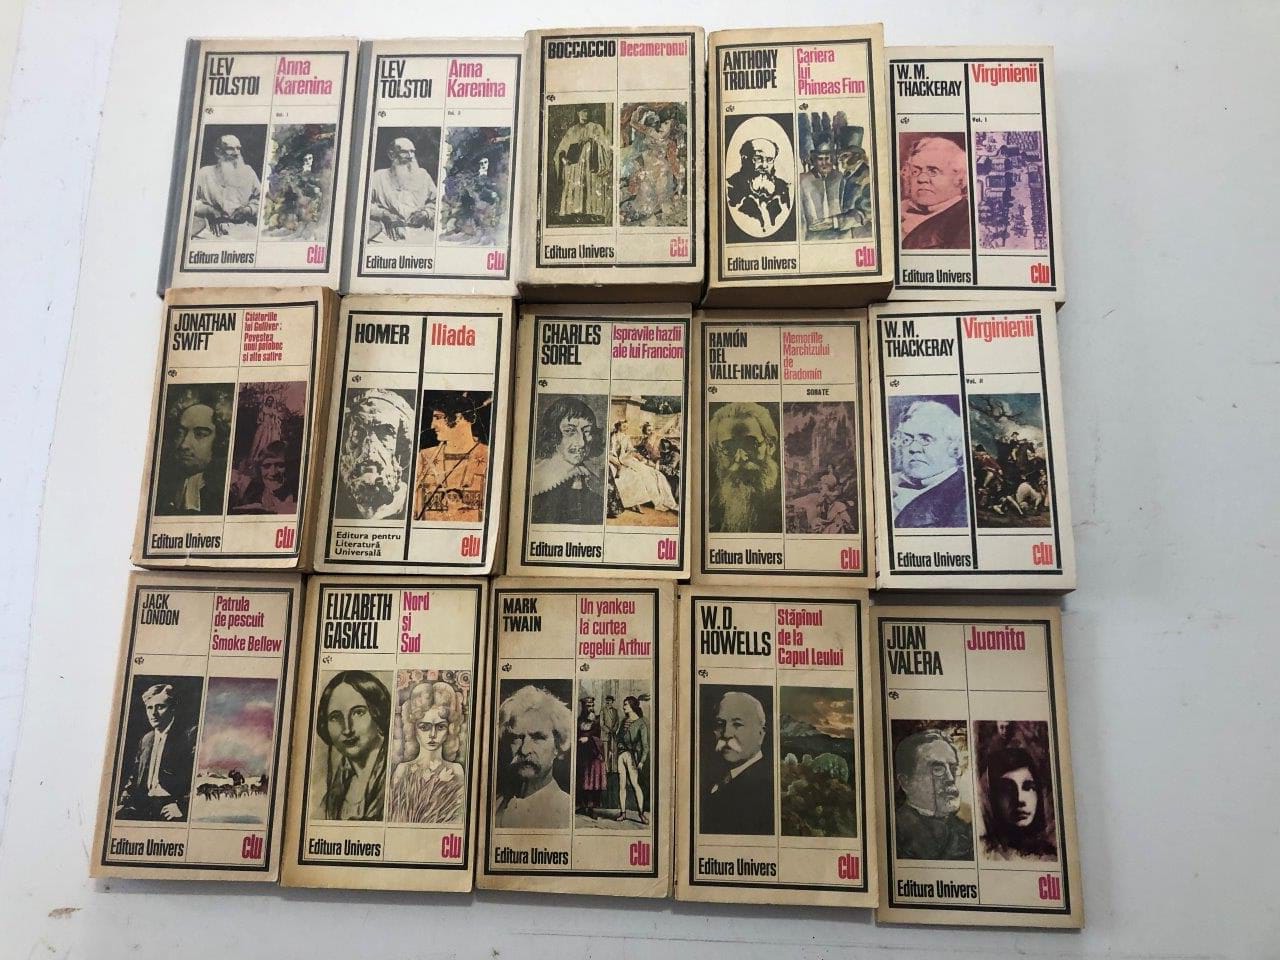 LEV
TOLSTOI
Anna
Karenina
Vol. I
Editura Univers
clu
LEV
TOLSTOI
Anna
Karenina
Vol. 2
Editura Univers
clu
BOCCACCIO
Decameronul
Editura Univers
clu
ANTHONY
TROLLOPE
Cariera
lui
Phineas Finn
Editura Univers
clu
W. M.
THACKERAY
Virginienii
Vol. I
Editura Univers
clu
JONATHAN
SWIFT
Călătoriile
lui Gulliver;
Povestea
unui poloboc
și alte satire
Editura Univers
clu
HOMER
Iliada
Editura pentru
Literatură
Universală
clu
CHARLES
SOREL
Ispravile hazlii
ale lui Francion
Editura Univers
clu
RAMÓN
DEL
VALLE-INCLÁN
Memoriile
Marchizului
de
Bradomín
SONATE
Editura Univers
clu
W. M.
THACKERAY
Virginienii
Vol. II
Editura Univers
clu
JACK
LONDON
Patrula
de pescuit
Smoke Bellew
Editura Univers
clu
ELIZABETH
GASKELL
Nord
și
Sud
Editura Univers
clu
MARK
TWAIN
Un yankeu
la curtea
regelui Arthur
Editura Univers
clu
W. D.
HOWELLS
Stăpînul
de la
Capul Leului
Editura Univers
clu
JUAN
VALERA
Juanita
Editura Univers
clu